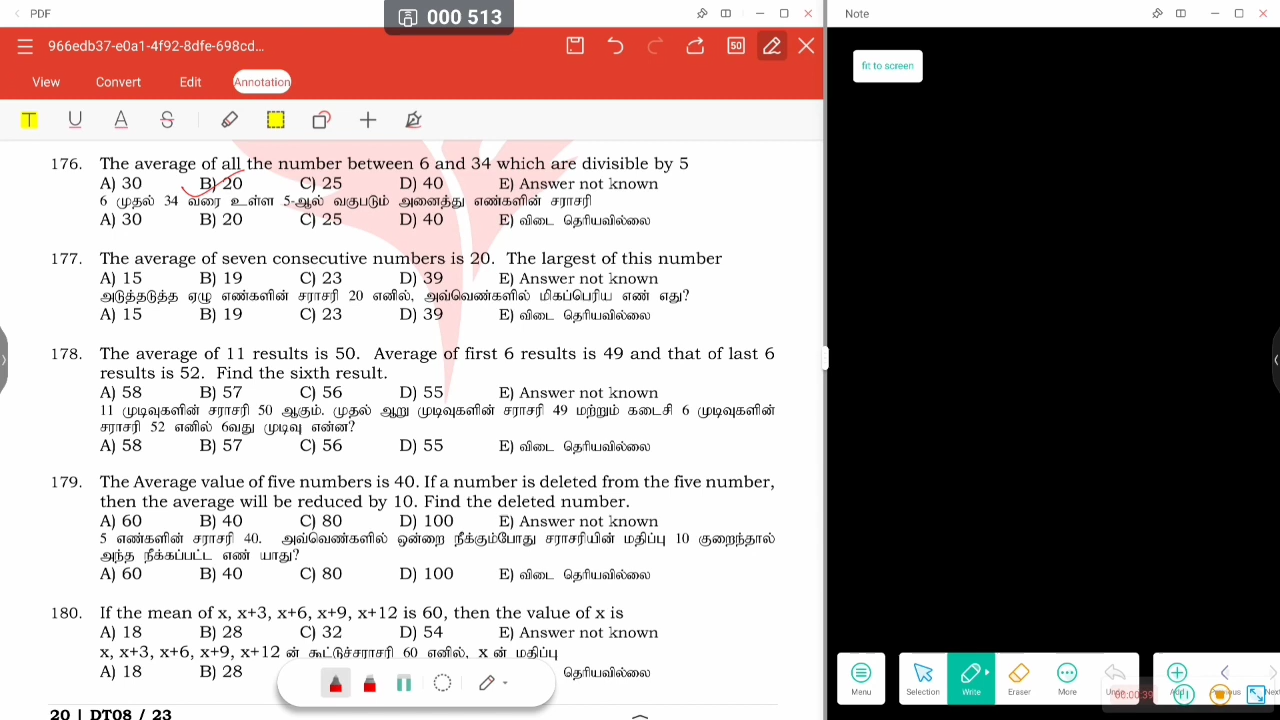 PDF
000 513
Note
966edb37-e0a1-4f92-8dfe-698cd...
50
View Convert Edit Annotation
fit to screen
T U A S
176. The average of all the number between 6 and 34 which are divisible by 5
A) 30 B) 20 C) 25 D) 40 E) Answer not known
6 முதல் 34 வரை உள்ள 5-ஆல் வகுபடும் அனைத்து எண்களின் சராசரி
A) 30 B) 20 C) 25 D) 40 E) விடை தெரியவில்லை
177. The average of seven consecutive numbers is 20. The largest of this number
A) 15 B) 19 C) 23 D) 39 E) Answer not known
அடுத்தடுத்த ஏழு எண்களின் சராசரி 20 எனில், அவ்வெண்களில் மிகப்பெரிய எண் எது?
A) 15 B) 19 C) 23 D) 39 E) விடை தெரியவில்லை
178. The average of 11 results is 50. Average of first 6 results is 49 and that of last 6
results is 52. Find the sixth result.
A) 58 B) 57 C) 56 D) 55 E) Answer not known
11 முடிவுகளின் சராசரி 50 ஆகும். முதல் ஆறு முடிவுகளின் சராசரி 49 மற்றும் கடைசி 6 முடிவுகளின்
சராசரி 52 எனில் 6வது முடிவு என்ன?
A) 58 B) 57 C) 56 D) 55 E) விடை தெரியவில்லை
179. The Average value of five numbers is 40. If a number is deleted from the five number,
then the average will be reduced by 10. Find the deleted number.
A) 60 B) 40 C) 80 D) 100 E) Answer not known
5 எண்களின் சராசரி 40. அவ்வெண்களில் ஒன்றை நீக்கும்போது சராசரியின் மதிப்பு 10 குறைந்தால்
அந்த நீக்கப்பட்ட எண் யாது?
A) 60 B) 40 C) 80 D) 100 E) விடை தெரியவில்லை
180. If the mean of x, x+3, x+6, x+9, x+12 is 60, then the value of x is
A) 18 B) 28 C) 32 D) 54 E) Answer not known
x, x+3, x+6, x+9, x+12 ன் கூட்டுச்சராசரி 60 எனில், x ன் மதிப்பு
A) 18 B) 28 தெரியவில்லை
20 | DT08 / 23
Menu Selection Write Eraser More
00:00:39